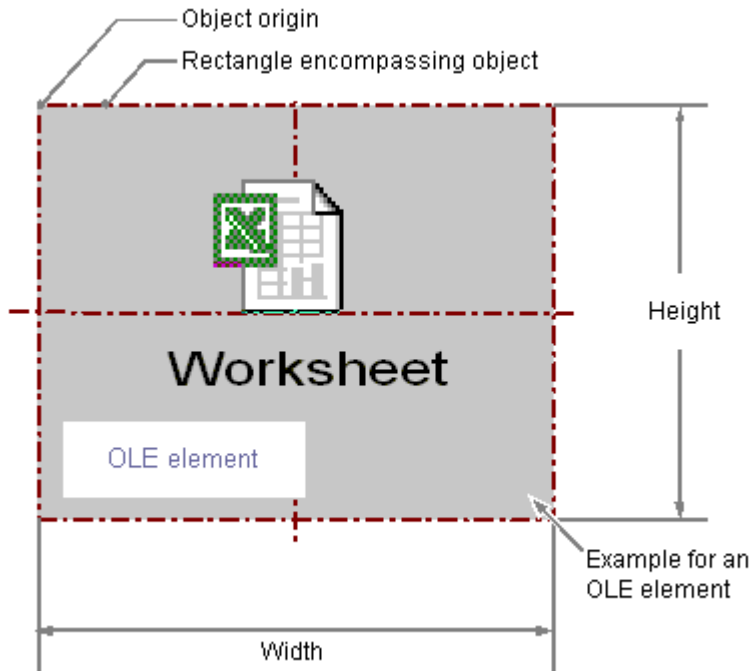 Object origin
Rectangle encompassing object
Height
Worksheet
OLE element
Example for an
OLE element
Width